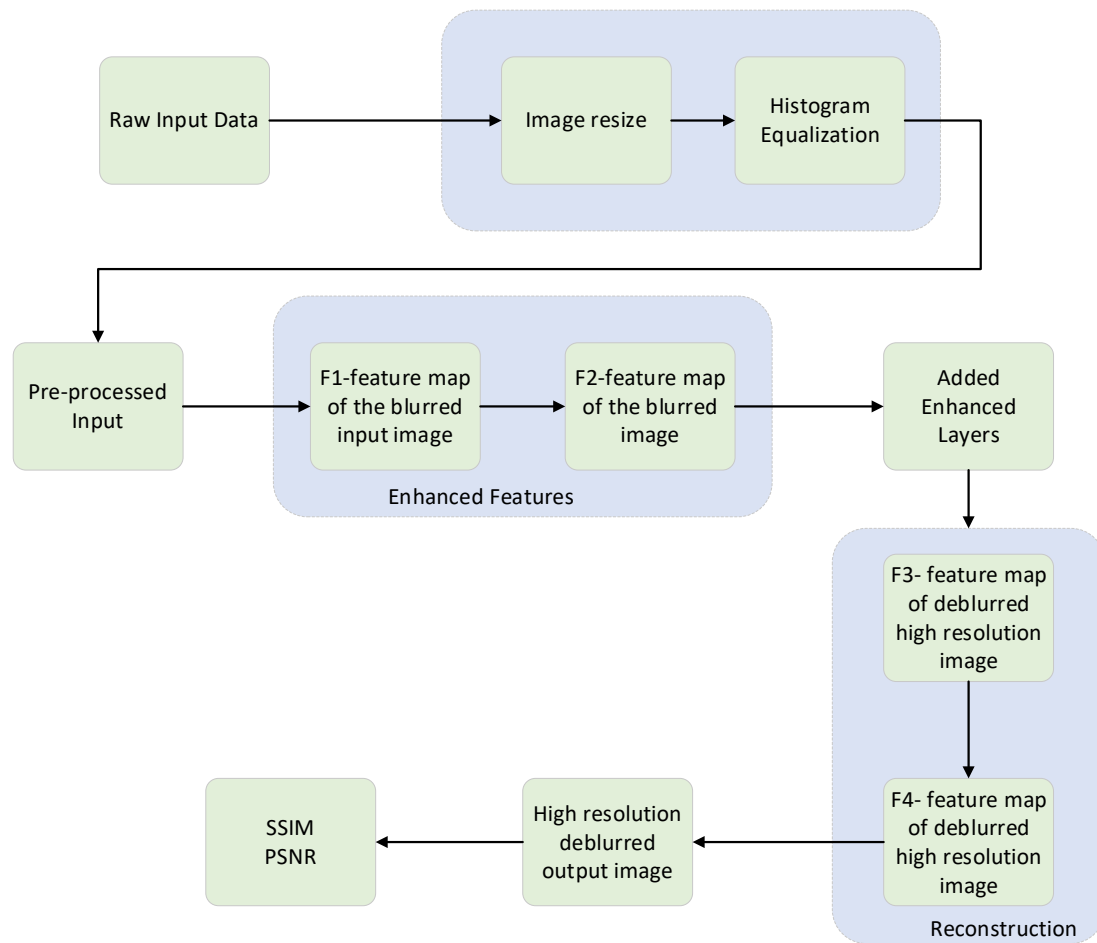 Raw Input Data
Image resize
Histogram
Equalization
Pre-processed
Input
F1-feature map
of the blurred
input image
F2-feature map
of the blurred
image
Enhanced Features
Added
Enhanced
Layers
F3- feature map
of deblurred
high resolution
image
F4- feature map
of deblurred
high resolution
image
Reconstruction
High resolution
deblurred
output image
SSIM
PSNR